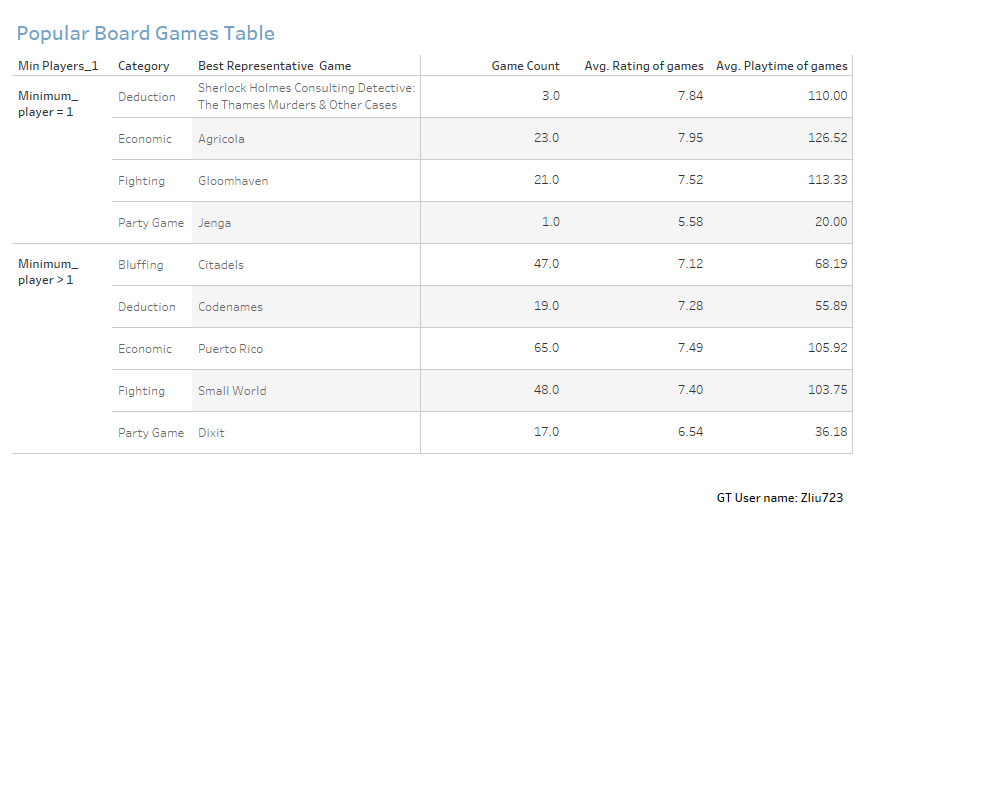 Popular Board Games Table
Min Players_1 Category Best Representative Game Game Count Avg. Rating of games Avg. Playtime of games
Minimum_
player = 1
Deduction Sherlock Holmes Consulting Detective:
The Thames Murders & Other Cases 3.0 7.84 110.00
Economic Agricola 23.0 7.95 126.52
Fighting Gloomhaven 21.0 7.52 113.33
Party Game Jenga 1.0 5.58 20.00
Minimum_
player > 1
Bluffing Citadels 47.0 7.12 68.19
Deduction Codenames 19.0 7.28 55.89
Economic Puerto Rico 65.0 7.49 105.92
Fighting Small World 48.0 7.40 103.75
Party Game Dixit 17.0 6.54 36.18
GT User name: Zliu723